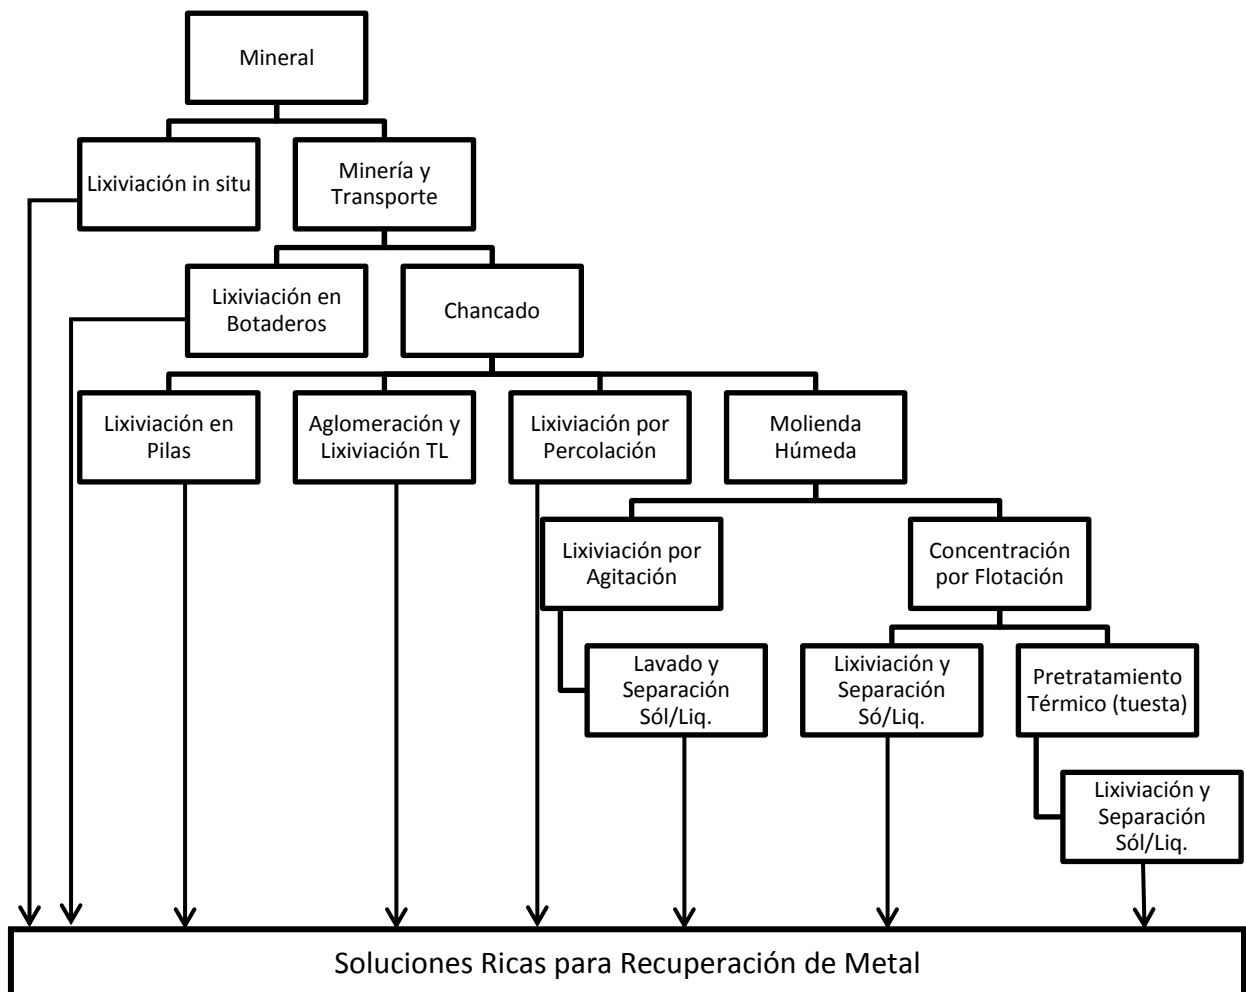 Mineral
Lixiviación in situ
Minería y
Transporte
Lixiviación en
Botaderos
Chancado
Lixiviación en
Pilas
Aglomeración y
Lixiviación TL
Lixiviación por
Percolación
Molienda
Húmeda
Lixiviación por
Agitación
Concentración
por Flotación
Lavado y
Separación
Sól/Liq.
Lixiviación y
Separación
Só/Liq.
Pretratamiento
Térmico (tuesta)
Lixiviación y
Separación
Sól/Liq.
Soluciones Ricas para Recuperación de Metal